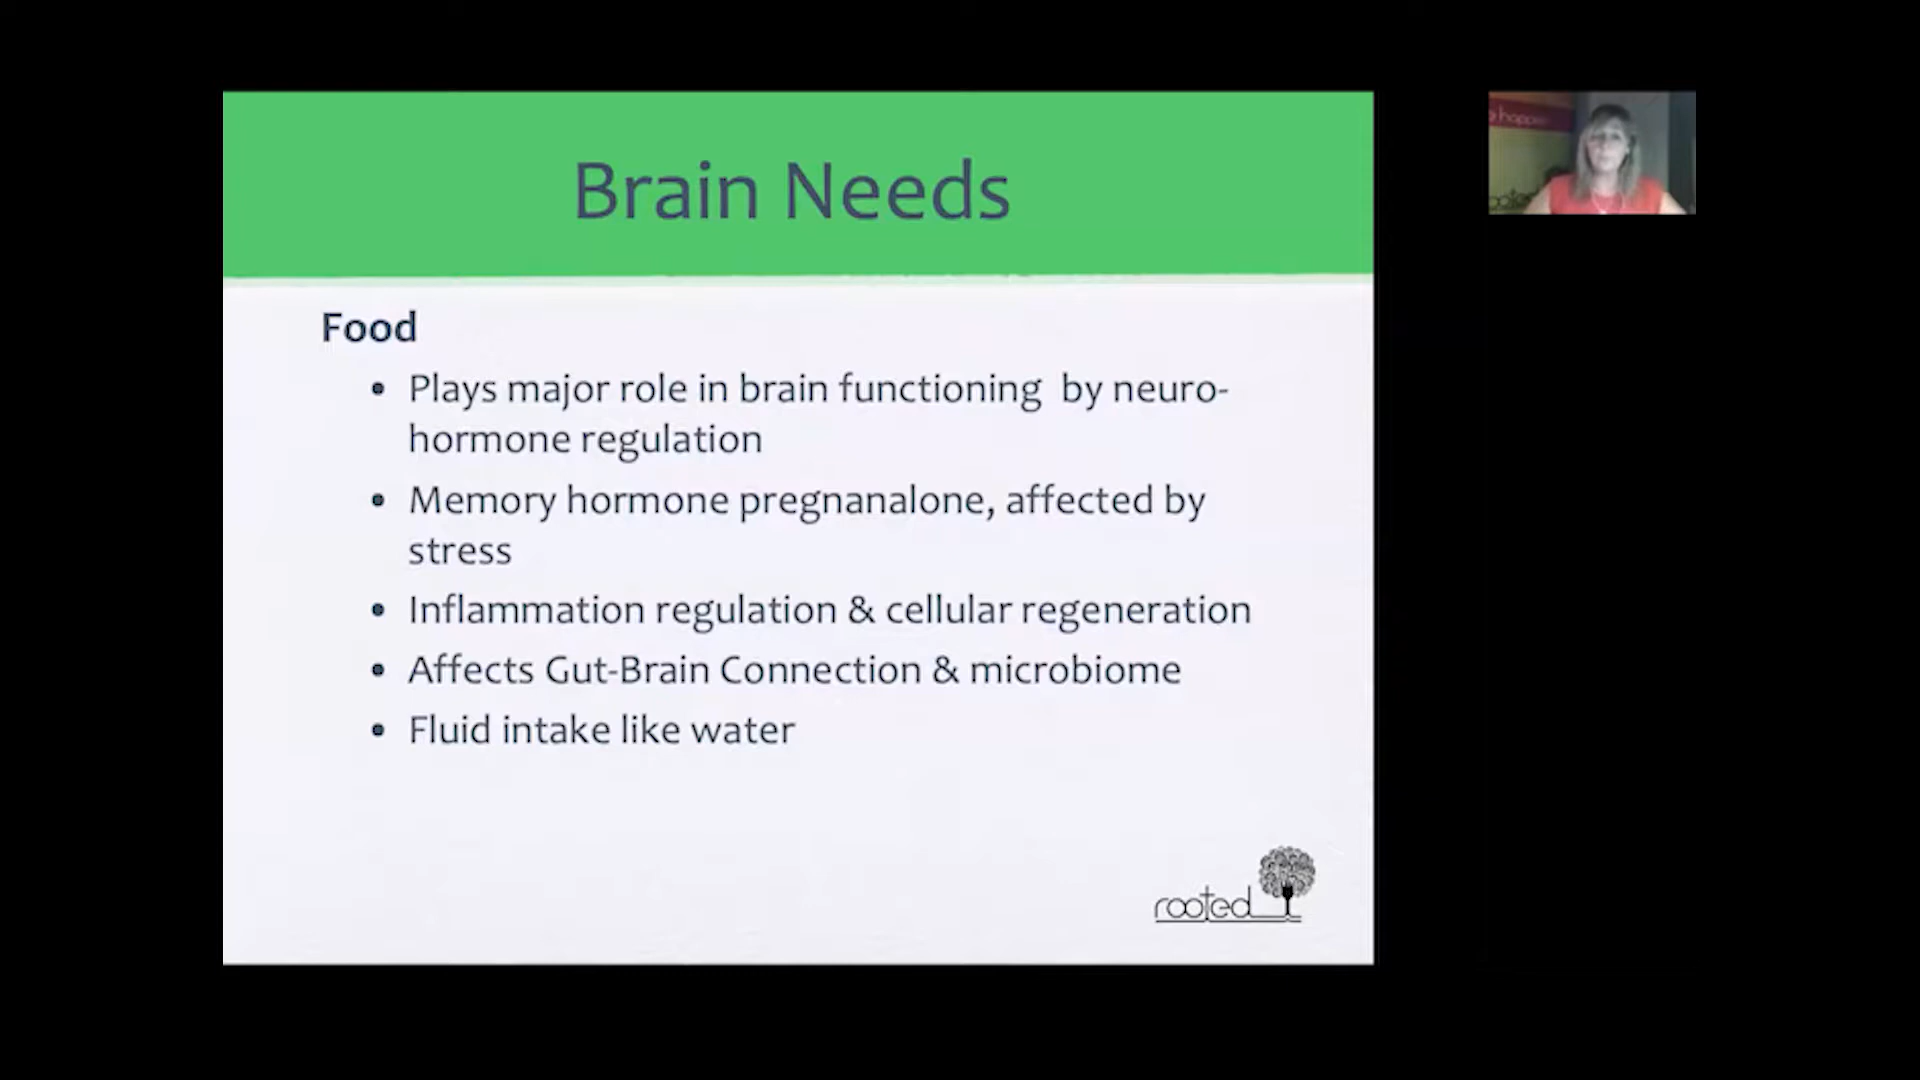 Brain Needs
Food
• Plays major role in brain functioning  by neuro-
hormone regulation
• Memory hormone pregnanalone, affected by
stress
• Inflammation regulation & cellular regeneration
• Affects Gut-Brain Connection & microbiome
• Fluid intake like water
rooted